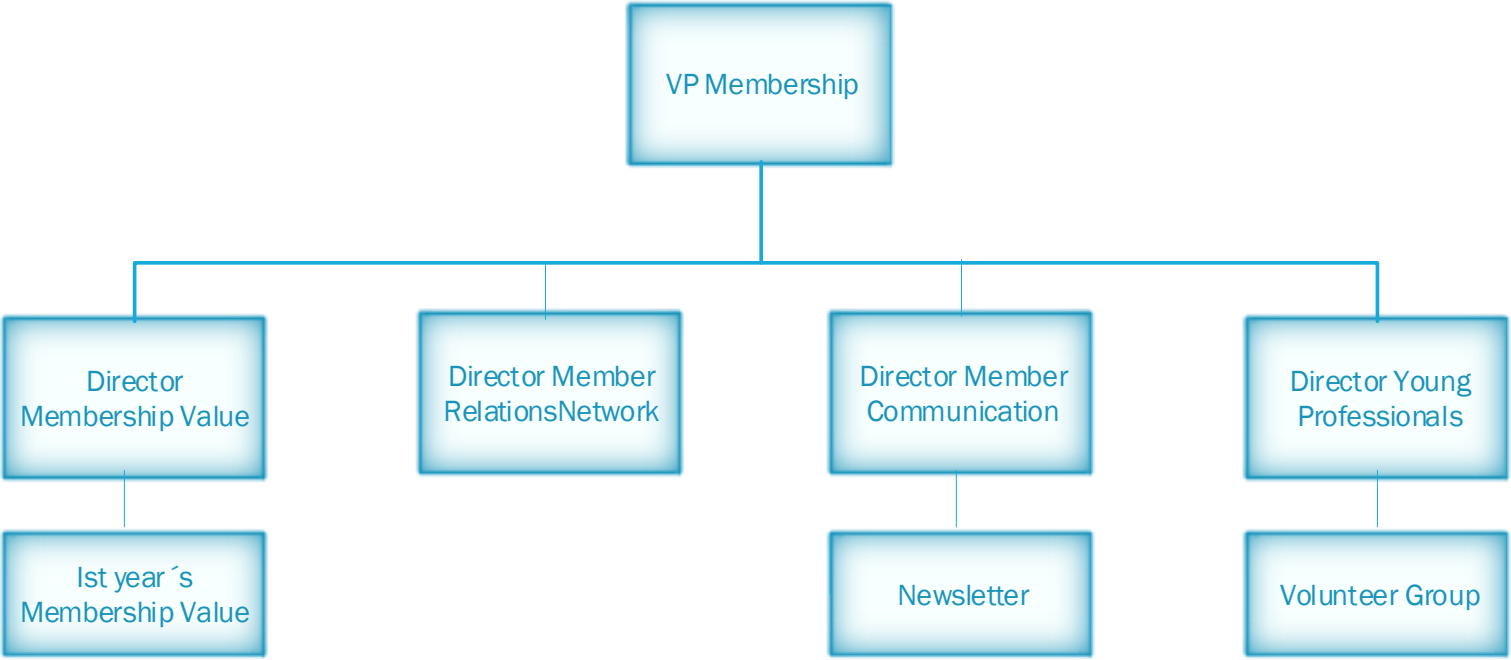 VP Membership
Director
Membership Value
Director Member
RelationsNetwork
Director Member
Communication
Director Young
Professionals
Ist year´s
Membership Value
Newsletter
Volunteer Group